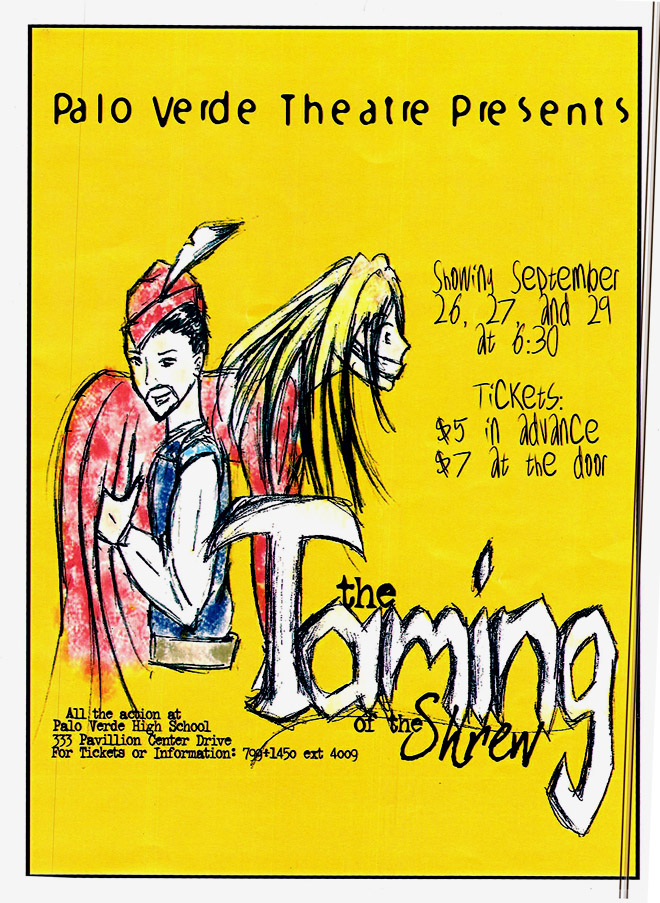 Palo Verde Theatre Presents
Showing September
26, 27, and 29
at 6:30
Tickets:
$5 in advance
$7 at the door
the
Taming
of the
Shrew
All the action at
Palo Verde High School
333 Pavillion Center Drive
For Tickets or Information: 799+1450 ext 4009